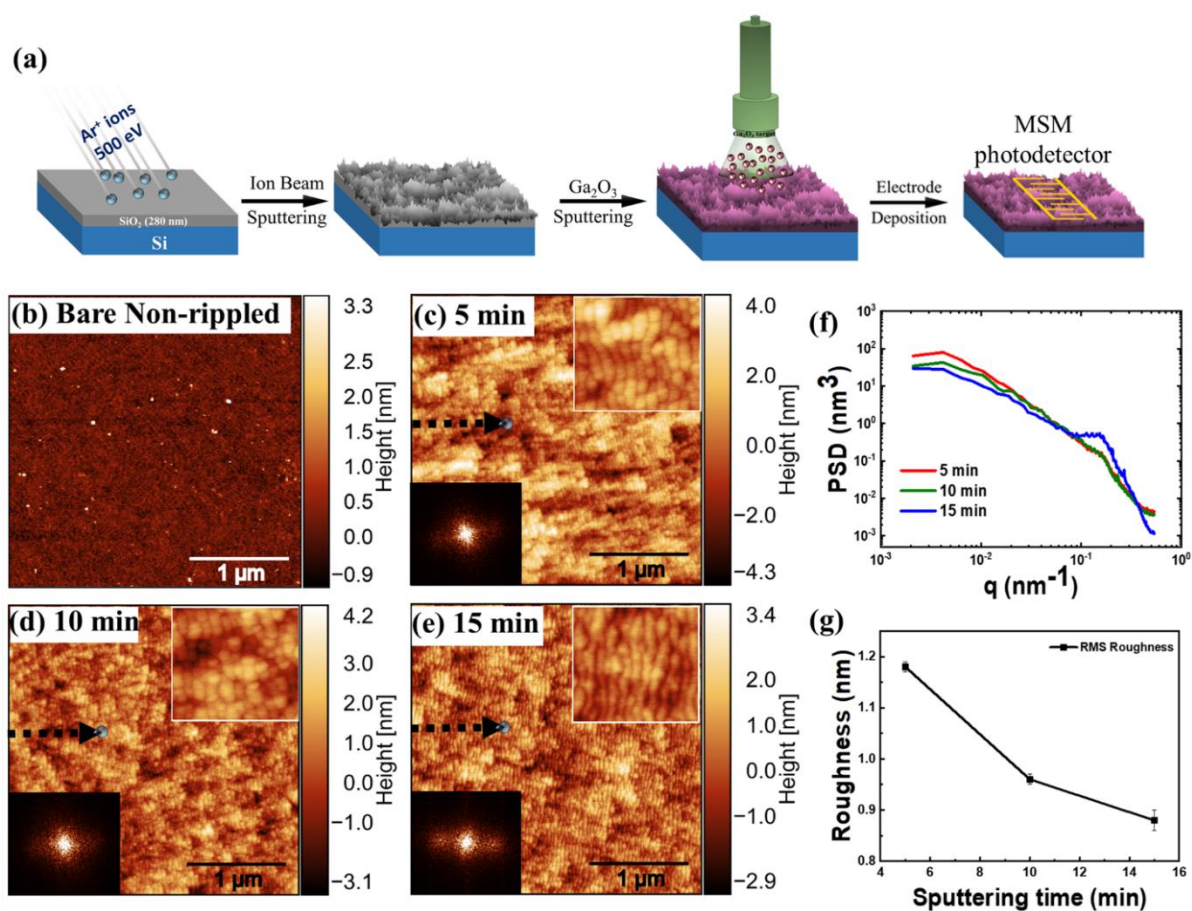 (a)
Ar⁺ ions
500 eV
SiO₂ (280 nm)
Si
Ion Beam
Sputtering
Ga₂O₃ target
Ga₂O₃
Sputtering
Electrode
Deposition
MSM
photodetector
(b) Bare Non-rippled
1 µm
3.3
2.5
2.0
1.5
1.0
0.5
0.0
−0.9
Height [nm]
(c) 5 min
1 µm
4.0
2.0
0.0
−2.0
−4.3
Height [nm]
(f)
10³
10²
10¹
10⁰
10⁻¹
10⁻²
10⁻³
PSD (nm³)
5 min
10 min
15 min
10⁻³
10⁻²
10⁻¹
10⁰
q (nm⁻¹)
(d) 10 min
1 µm
4.2
3.0
2.0
1.0
0.0
−1.0
−3.1
Height [nm]
(e) 15 min
1 µm
3.4
2.0
1.0
0.0
−1.0
−2.9
Height [nm]
(g)
RMS Roughness
1.2
1.1
1.0
0.9
0.8
Roughness (nm)
4 6 8 10 12 14 16
Sputtering time (min)